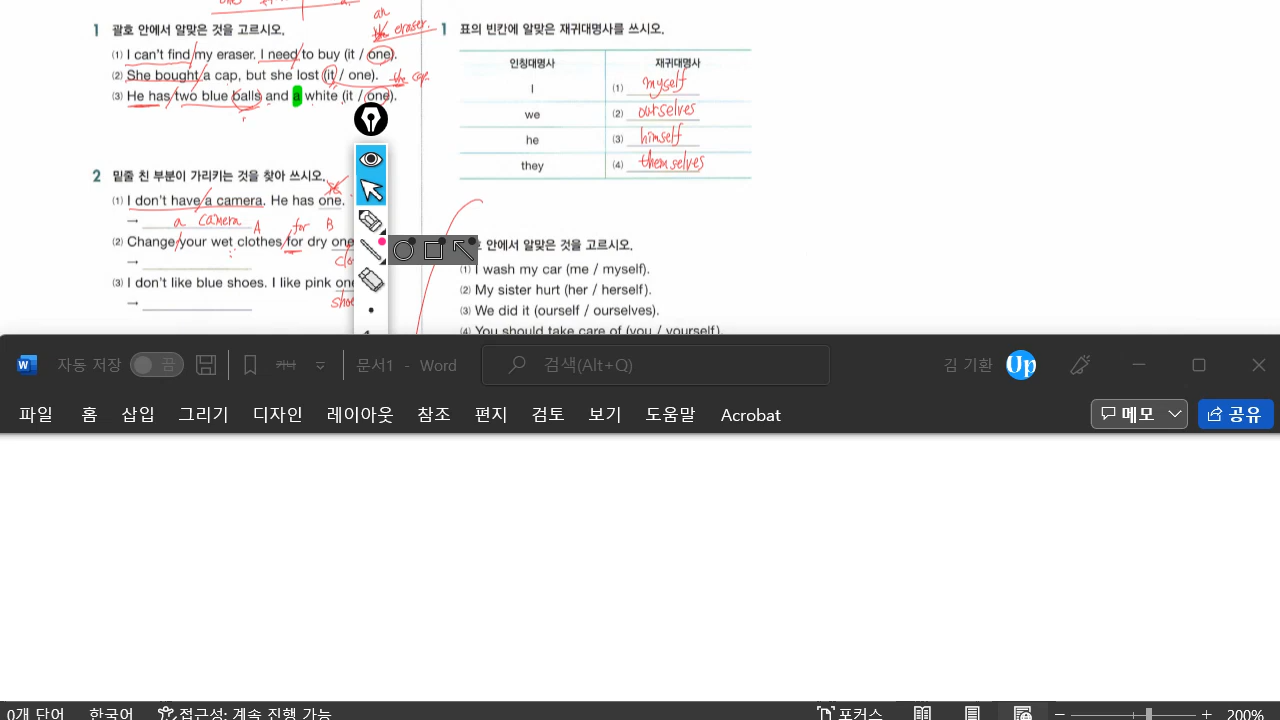 an
eraser.
1 괄호 안에서 알맞은 것을 고르시오.
(1) I can't find my eraser. I need to buy (it / one).
(2) She bought a cap, but she lost (it / one).
the cap
(3) He has two blue balls and a white (it / one).
2 밑줄 친 부분이 가리키는 것을 찾아 쓰시오.
(1) I don't have a camera. He has one.
→ a camera
A for B
(2) Change your wet clothes for dry one
→
(3) I don't like blue shoes. I like pink one
→
1 표의 빈칸에 알맞은 재귀대명사를 쓰시오.
인칭대명사 재귀대명사
I (1) myself
we (2) ourselves
he (3) himself
they (4) themselves
안에서 알맞은 것을 고르시오.
(1) I wash my car (me / myself).
(2) My sister hurt (her / herself).
(3) We did it (ourself / ourselves).
(4) You should take care of (you / yourself).
자동 저장 끔 가나 문서1 - Word 검색(Alt+Q) 김 기환 Up
파일 홈 삽입 그리기 디자인 레이아웃 참조 편지 검토 보기 도움말 Acrobat 메모 공유
0개 단어 한국어 접근성: 계속 진행 가능 포커스 200%